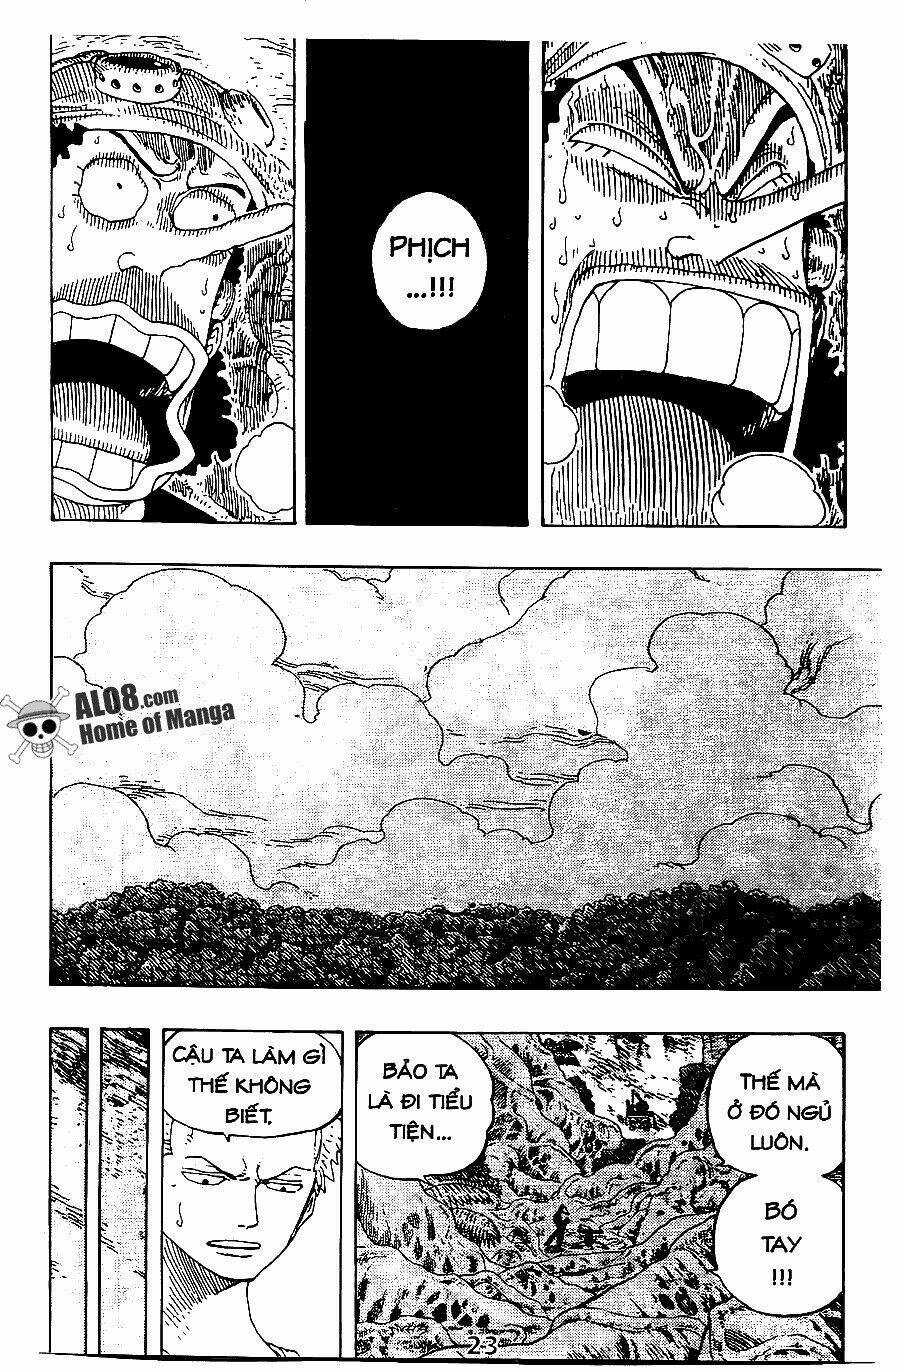 PHỊCH
...!!!
ALO8.com
Home of Manga
THẾ MÀ
Ở ĐÓ NGỦ
LUÔN.
BÓ
TAY
!!!
BẢO TA
LÀ ĐI TIỂU
TIỆN...
CẬU TA LÀM GÌ
THẾ KHÔNG
BIẾT.
23